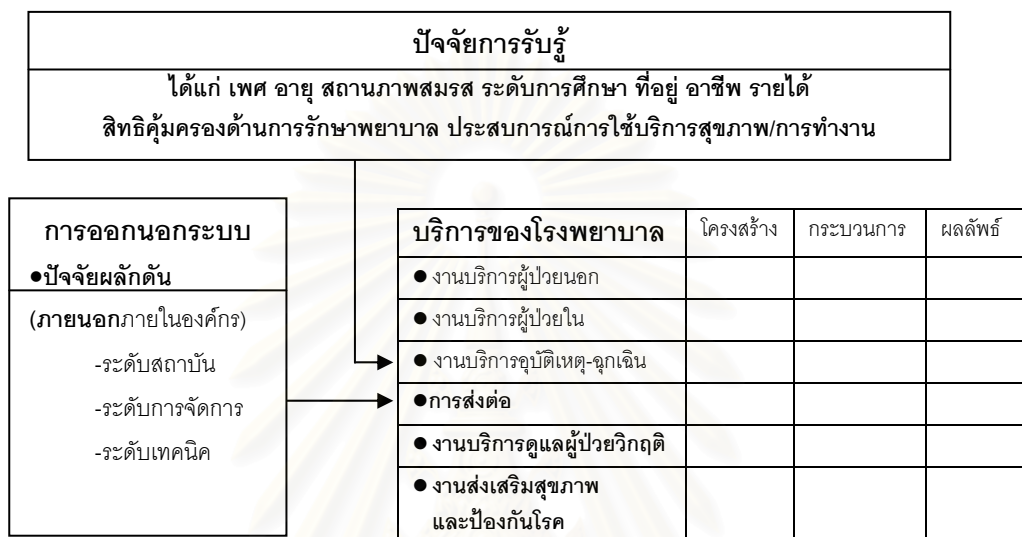 ปัจจัยการรับรู้
ได้แก่ เพศ อายุ สถานภาพสมรส ระดับการศึกษา ที่อยู่ อาชีพ รายได้
สิทธิคุ้มครองด้านการรักษาพยาบาล ประสบการณ์การใช้บริการสุขภาพ/การทำงาน
การออกนอกระบบ
●ปัจจัยผลักดัน
(ภายนอกภายในองค์กร)
-ระดับสถาบัน
-ระดับการจัดการ
-ระดับเทคนิค
บริการของโรงพยาบาล โครงสร้าง กระบวนการ ผลลัพธ์
● งานบริการผู้ป่วยนอก
● งานบริการผู้ป่วยใน
● งานบริการอุบัติเหตุ-ฉุกเฉิน
●การส่งต่อ
● งานบริการดูแลผู้ป่วยวิกฤติ
● งานส่งเสริมสุขภาพ
และป้องกันโรค